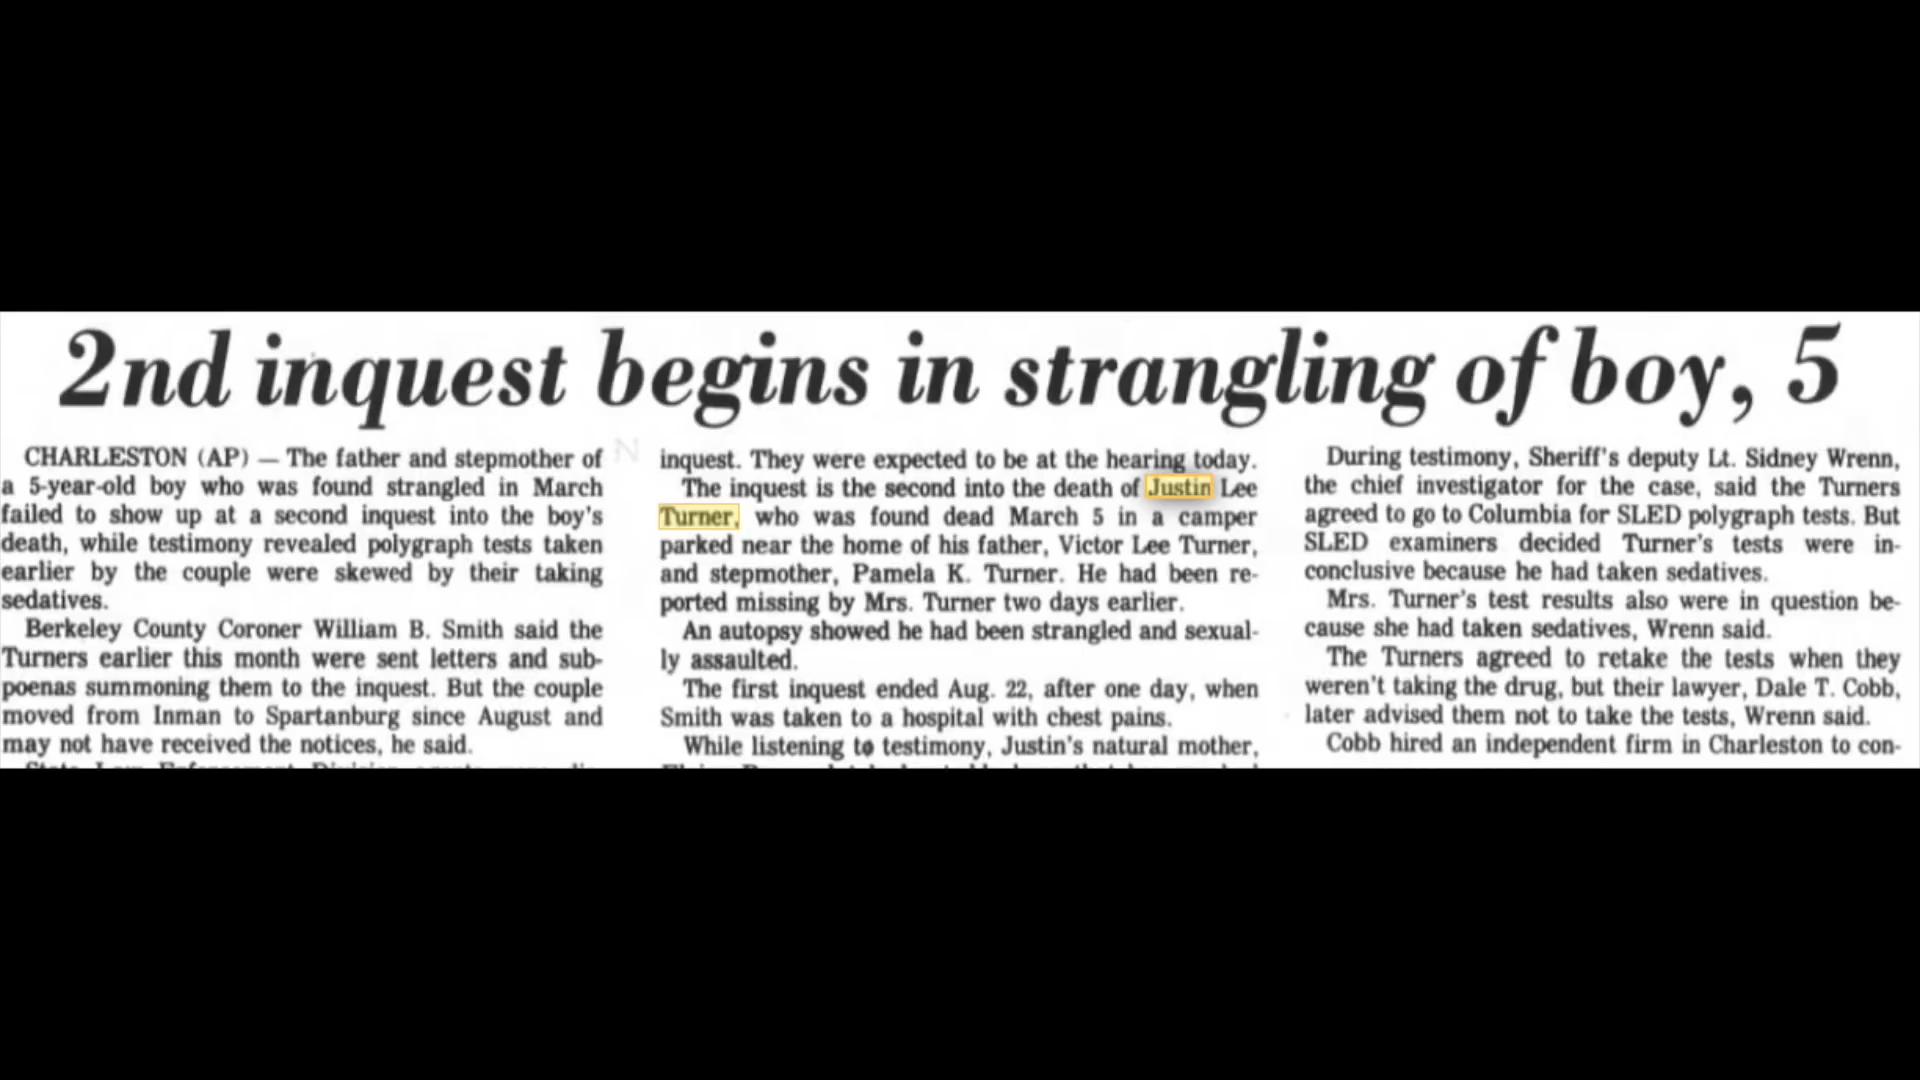 2nd inquest begins in strangling of boy, 5
CHARLESTON (AP) — The father and stepmother of
a 5-year-old boy who was found strangled in March
failed to show up at a second inquest into the boy's
death, while testimony revealed polygraph tests taken
earlier by the couple were skewed by their taking
sedatives.
Berkeley County Coroner William B. Smith said the
Turners earlier this month were sent letters and sub-
poenas summoning them to the inquest. But the couple
moved from Inman to Spartanburg since August and
may not have received the notices, he said.
inquest. They were expected to be at the hearing today.
The inquest is the second into the death of Justin Lee
Turner, who was found dead March 5 in a camper
parked near the home of his father, Victor Lee Turner,
and stepmother, Pamela K. Turner. He had been re-
ported missing by Mrs. Turner two days earlier.
An autopsy showed he had been strangled and sexual-
ly assaulted.
The first inquest ended Aug. 22, after one day, when
Smith was taken to a hospital with chest pains.
While listening to testimony, Justin's natural mother,
During testimony, Sheriff's deputy Lt. Sidney Wrenn,
the chief investigator for the case, said the Turners
agreed to go to Columbia for SLED polygraph tests. But
SLED examiners decided Turner's tests were in-
conclusive because he had taken sedatives.
Mrs. Turner's test results also were in question be-
cause she had taken sedatives, Wrenn said.
The Turners agreed to retake the tests when they
weren't taking the drug, but their lawyer, Dale T. Cobb,
later advised them not to take the tests, Wrenn said.
Cobb hired an independent firm in Charleston to con-